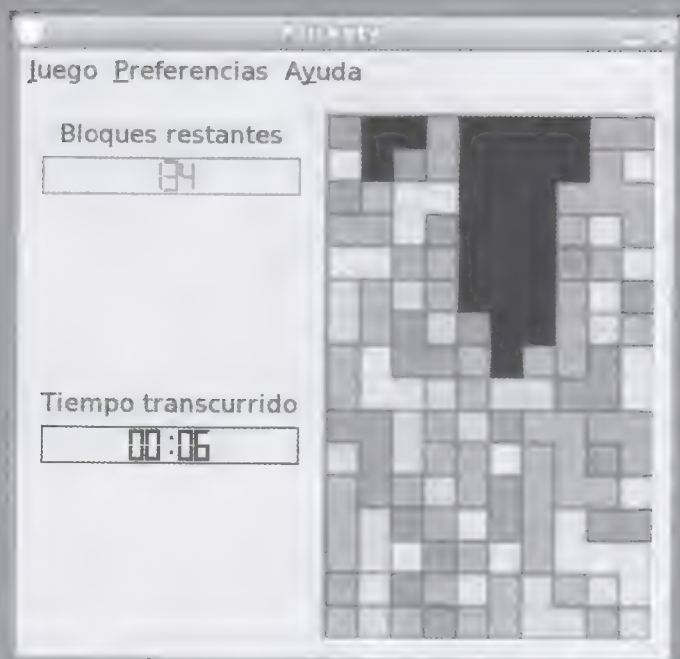 Juego Preferencias Ayuda
Bloques restantes
134
Tiempo transcurrido
00:06